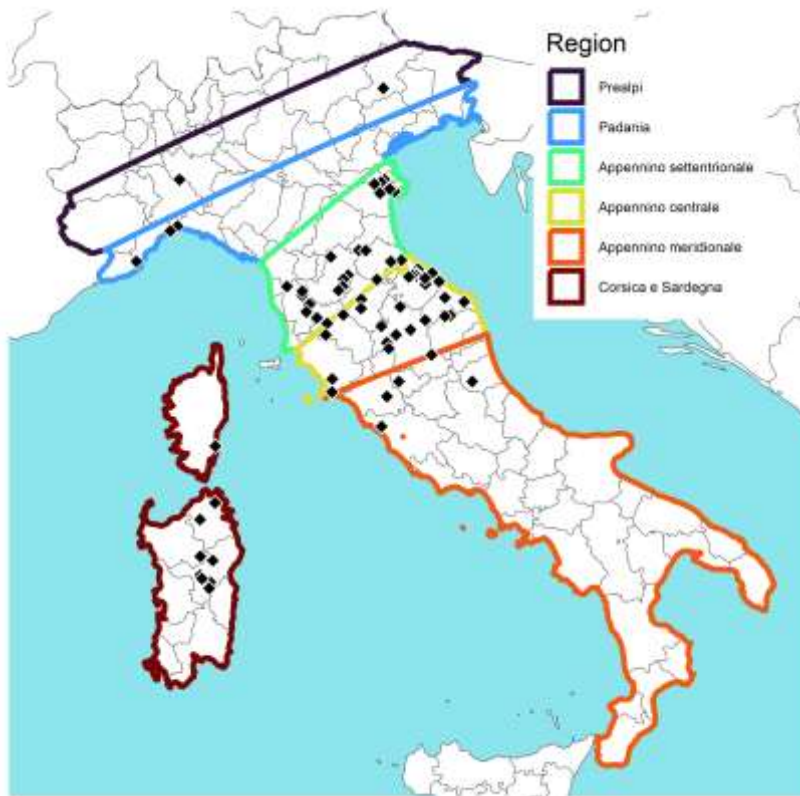 Region
Prealpi
Padania
Appennino settentrionale
Appennino centrale
Appennino meridionale
Corsica e Sardegna